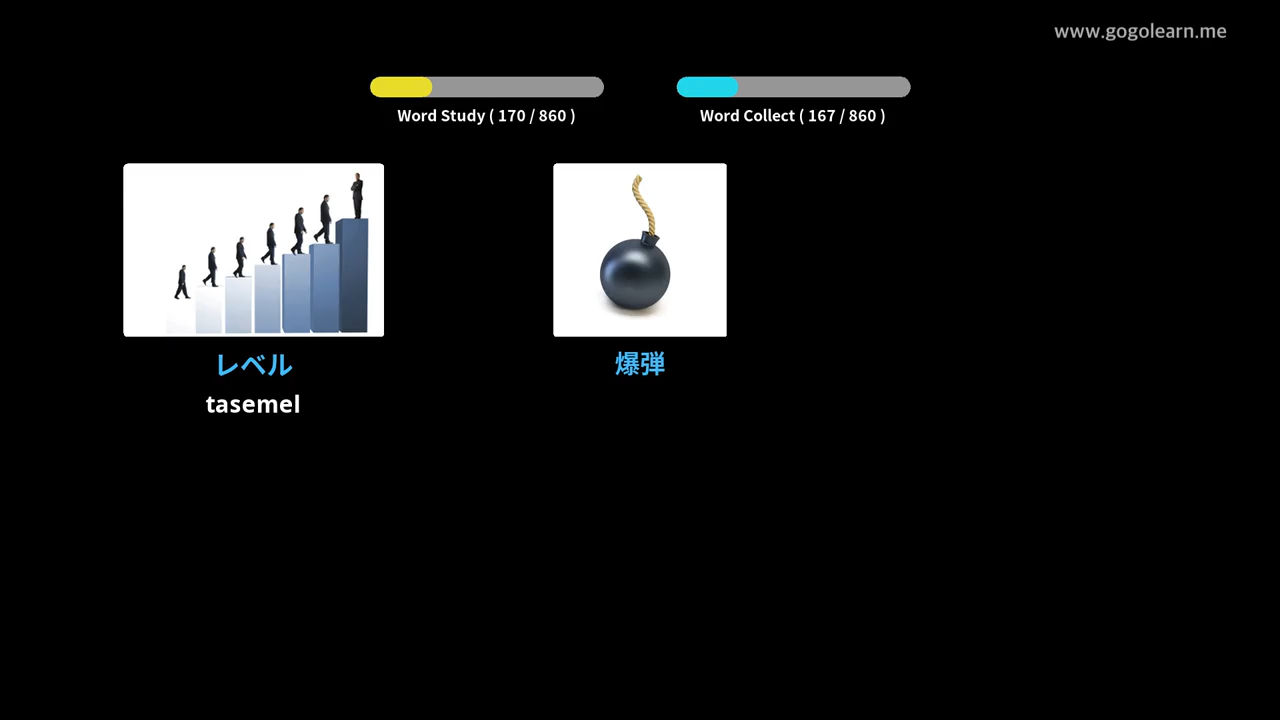 www.gogolearn.me
Word Study ( 170 / 860 )
Word Collect ( 167 / 860 )
レベル
tasemel
爆弾